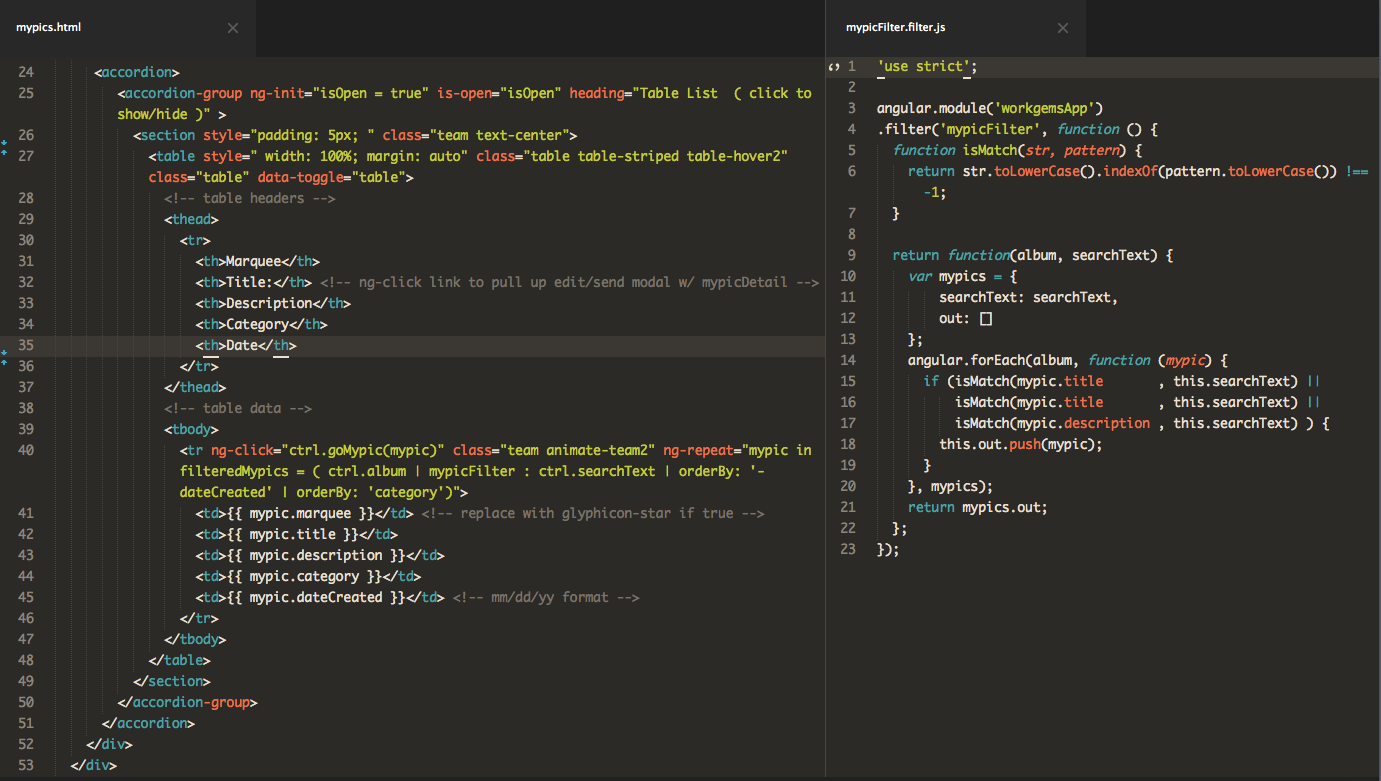 mypics.html ×
24 <accordion>
25 <accordion-group ng-init="isOpen = true" is-open="isOpen" heading="Table List  ( click to
show/hide )" >
26 <section style="padding: 5px; " class="team text-center">
27 <table style=" width: 100%; margin: auto" class="table table-striped table-hover2"
class="table" data-toggle="table">
28 <!-- table headers -->
29 <thead>
30 <tr>
31 <th>Marquee</th>
32 <th>Title:</th> <!-- ng-click link to pull up edit/send modal w/ mypicDetail -->
33 <th>Description</th>
34 <th>Category</th>
35 <th>Date</th>
36 </tr>
37 </thead>
38 <!-- table data -->
39 <tbody>
40 <tr ng-click="ctrl.goMypic(mypic)" class="team animate-team2" ng-repeat="mypic in
filteredMypics = ( ctrl.album | mypicFilter : ctrl.searchText | orderBy: '-
dateCreated' | orderBy: 'category')">
41 <td>{{ mypic.marquee }}</td> <!-- replace with glyphicon-star if true -->
42 <td>{{ mypic.title }}</td>
43 <td>{{ mypic.description }}</td>
44 <td>{{ mypic.category }}</td>
45 <td>{{ mypic.dateCreated }}</td> <!-- mm/dd/yy format -->
46 </tr>
47 </tbody>
48 </table>
49 </section>
50 </accordion-group>
51 </accordion>
52 </div>
53 </div>
mypicFilter.filter.js ×
1 'use strict';
2
3 angular.module('workgemsApp')
4 .filter('mypicFilter', function () {
5 function isMatch(str, pattern) {
6 return str.toLowerCase().indexOf(pattern.toLowerCase()) !==
-1;
7 }
8
9 return function(album, searchText) {
10 var mypics = {
11 searchText: searchText,
12 out: []
13 };
14 angular.forEach(album, function (mypic) {
15 if (isMatch(mypic.title       , this.searchText) ||
16 isMatch(mypic.title       , this.searchText) ||
17 isMatch(mypic.description , this.searchText) ) {
18 this.out.push(mypic);
19 }
20 }, mypics);
21 return mypics.out;
22 };
23 });